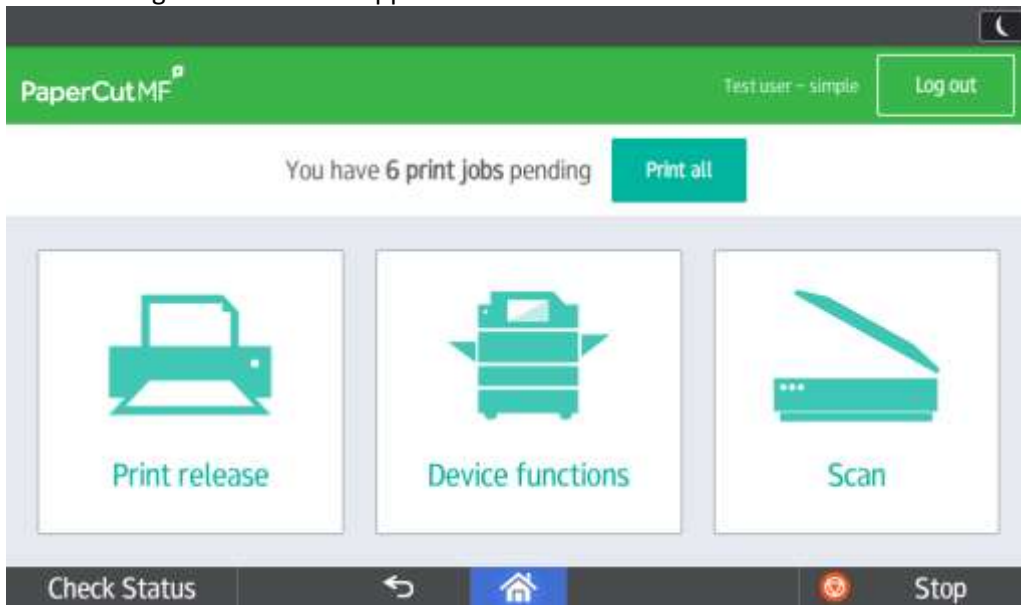 PaperCutMF
Test user - simple
Log out
You have 6 print jobs pending
Print all
Print release
Device functions
Scan
Check Status
Stop